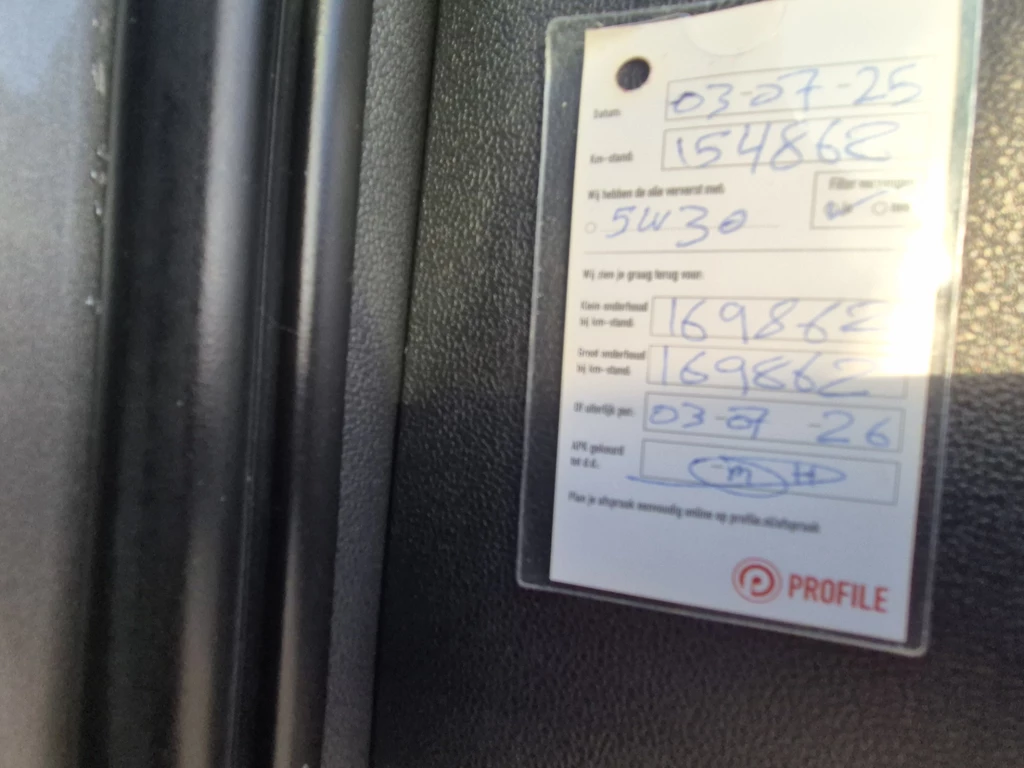 Datum: 03-07-25
Km-stand: 154862
Wij hebben de olie ververst met: Filter vervangen
5W30 ja nee
Wij zien je graag terug voor:
Klein onderhoud
bij km-stand: 169862
Groot onderhoud
bij km-stand: 169862
Of uiterlijk per: 03-07-26
APK gekeurd
tot d.d.:
Plan je afspraak eenvoudig online op profile.nl/afspraak
PROFILE